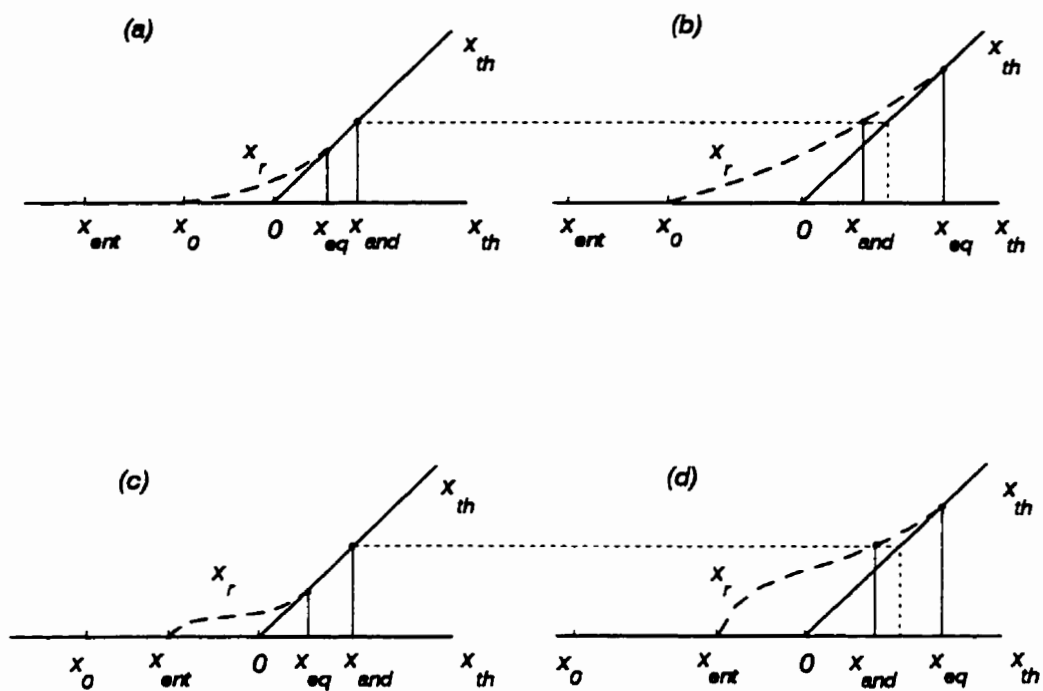 (a) (b)
x_th x_th
x_r x_r
x_ent x_0 0 x_eq x_and x_th x_ent x_0 0 x_and x_eq x_th
(c) (d)
x_th x_th
x_r x_r
x_0 x_ent 0 x_eq x_and x_th x_0 x_ent 0 x_and x_eq x_th